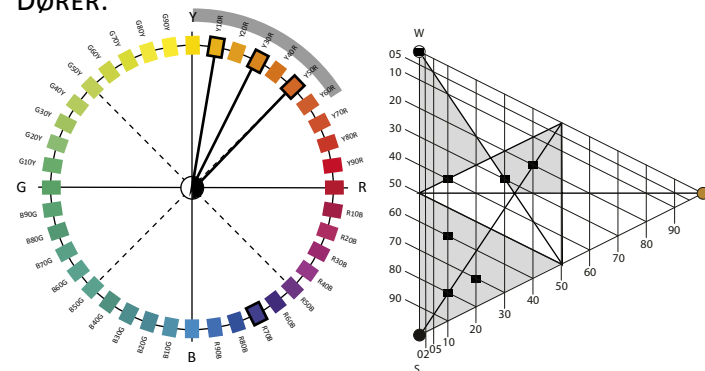 DØRER:
Y
Y10R
Y20R
Y30R
Y40R
Y50R
Y60R
Y70R
Y80R
Y90R
R
R10B
R20B
R30B
R40B
R50B
R60B
R70B
R80B
R90B
B
B10G
B20G
B30G
B40G
B50G
B60G
B70G
B80G
B90G
G
G10Y
G20Y
G30Y
G40Y
G50Y
G60Y
G70Y
G80Y
G90Y
W
05
10
20
30
40
50
60
70
80
90
S
02
05
10
20
30
40
50
60
70
80
90